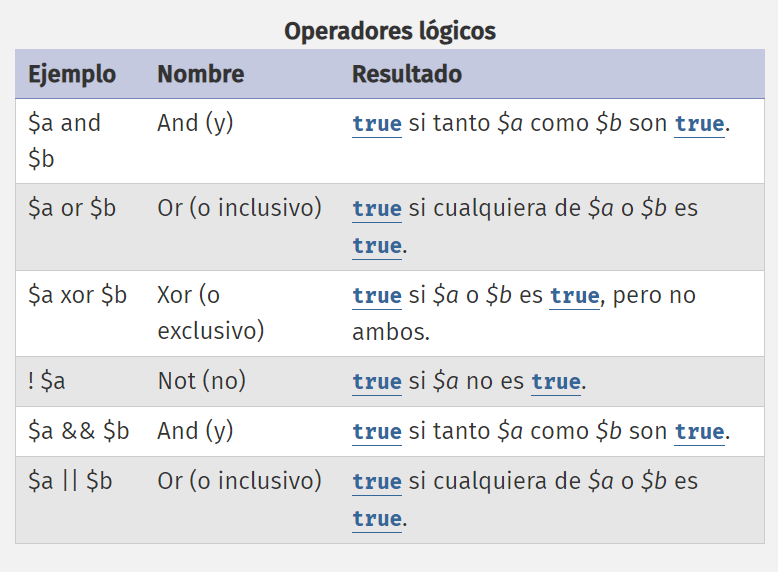 Operadores lógicos
Ejemplo Nombre Resultado
$a and And (y) true si tanto $a como $b son true.
$b
$a or $b Or (o inclusivo) true si cualquiera de $a o $b es
true.
$a xor $b Xor (o true si $a o $b es true, pero no
exclusivo) ambos.
! $a Not (no) true si $a no es true.
$a && $b And (y) true si tanto $a como $b son true.
$a || $b Or (o inclusivo) true si cualquiera de $a o $b es
true.